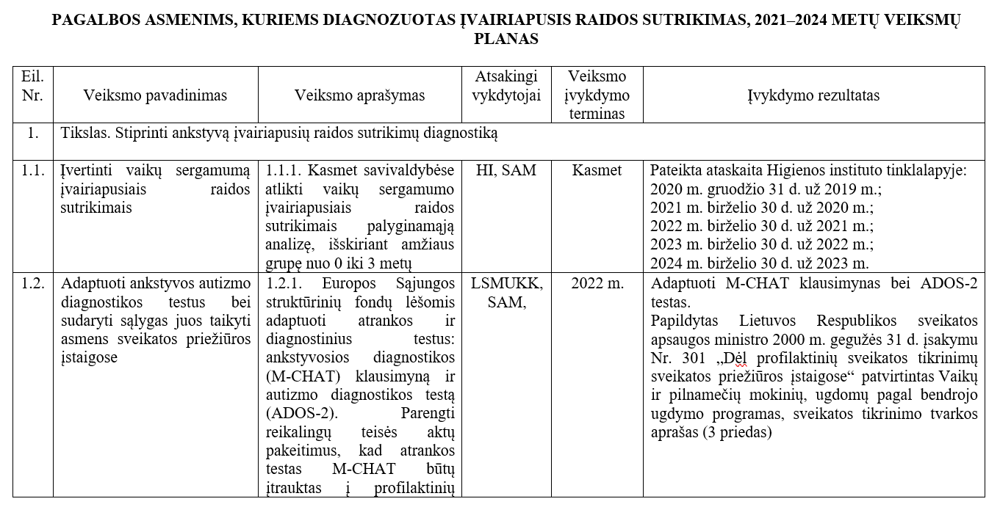 PAGALBOS ASMENIMS, KURIEMS DIAGNOZUOTAS ĮVAIRIAPUSIS RAIDOS SUTRIKIMAS, 2021–2024 METŲ VEIKSMŲ
PLANAS
Eil.
Nr.
Veiksmo pavadinimas
Veiksmo aprašymas
Atsakingi
vykdytojai
Veiksmo
įvykdymo
terminas
Įvykdymo rezultatas
1.
Tikslas. Stiprinti ankstyvą įvairiapusių raidos sutrikimų diagnostiką
1.1.
Įvertinti vaikų sergamumą
įvairiapusiais raidos
sutrikimais
1.1.1. Kasmet savivaldybėse
atlikti vaikų sergamumo
įvairiapusiais raidos
sutrikimais palyginamąją
analizę, išskiriant amžiaus
grupę nuo 0 iki 3 metų
HI, SAM
Kasmet
Pateikta ataskaita Higienos instituto tinklalapyje:
2020 m. gruodžio 31 d. už 2019 m.;
2021 m. birželio 30 d. už 2020 m.;
2022 m. birželio 30 d. už 2021 m.;
2023 m. birželio 30 d. už 2022 m.;
2024 m. birželio 30 d. už 2023 m.
1.2.
Adaptuoti ankstyvos autizmo
diagnostikos testus bei
sudaryti sąlygas juos taikyti
asmens sveikatos priežiūros
įstaigose
1.2.1. Europos Sąjungos
struktūrinių fondų lėšomis
adaptuoti atrankos ir
diagnostinius testus:
ankstyvosios diagnostikos
(M-CHAT) klausimyną ir
autizmo diagnostikos testą
(ADOS-2). Parengti
reikalingų teisės aktų
pakeitimus, kad atrankos
testas M-CHAT būtų
įtrauktas į profilaktinių
LSMUKK,
SAM,
2022 m.
Adaptuoti M-CHAT klausimynas bei ADOS-2
testas.
Papildytas Lietuvos Respublikos sveikatos
apsaugos ministro 2000 m. gegužės 31 d. įsakymu
Nr. 301 „Dėl profilaktinių sveikatos tikrinimų
sveikatos priežiūros įstaigose“ patvirtintas Vaikų
ir pilnamečių mokinių, ugdomų pagal bendrojo
ugdymo programas, sveikatos tikrinimo tvarkos
aprašas (3 priedas)